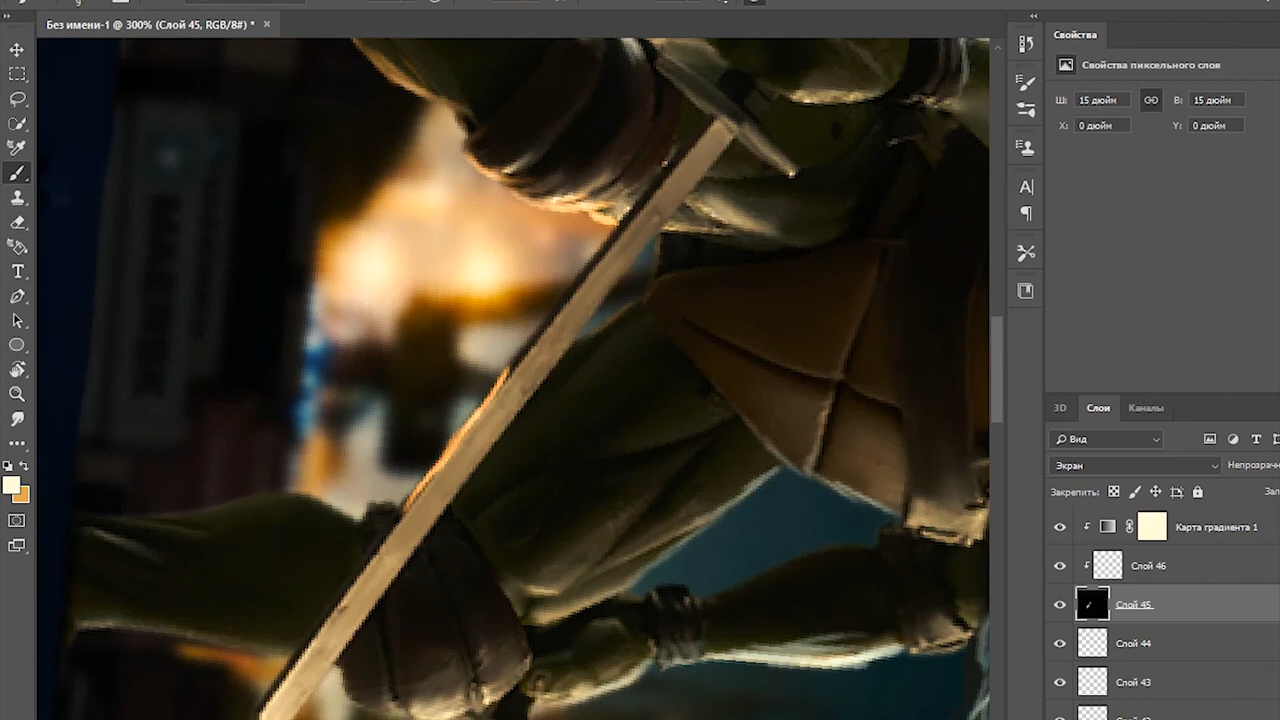 Без имени-1 @ 300% (Слой 45, RGB/8#) *
Свойства
Свойства пиксельного слоя
Ш: 15 дюйм В: 15 дюйм
X: 0 дюйм Y: 0 дюйм
3D Слои Каналы
Вид
Экран Непрозрачн
Закрепить: Зал
Карта градиента 1
Слой 46
Слой 45
Слой 44
Слой 43